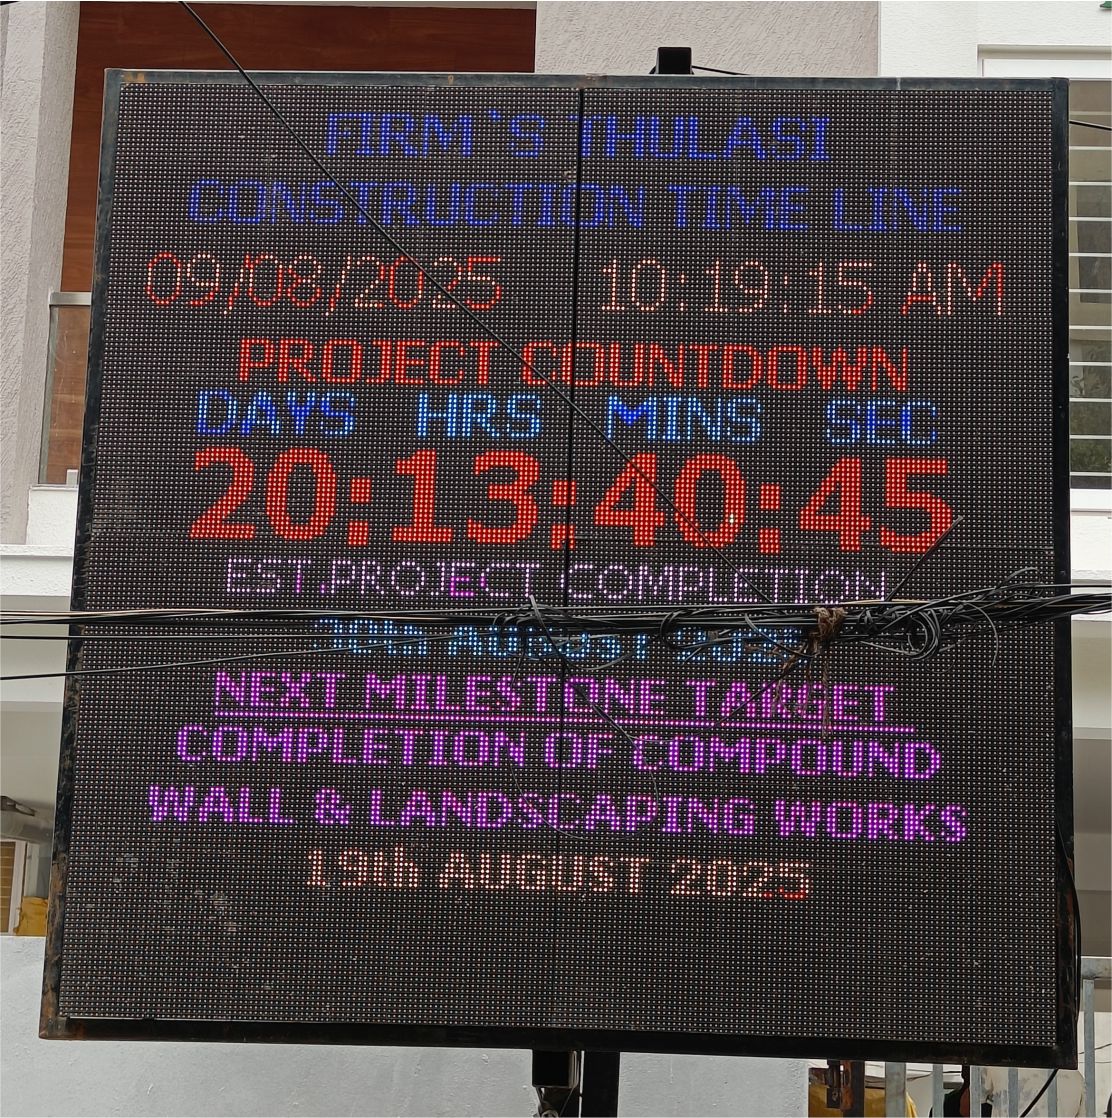 FIRM`S THULASI
CONSTRUCTION TIME LINE
09/08/2025 10:19:15 AM
PROJECT COUNTDOWN
DAYS HRS MINS SEC
20:13:40:45
EST.PROJECT COMPLETION
30th AUGUST 2025
NEXT MILESTONE TARGET
COMPLETION OF COMPOUND
WALL & LANDSCAPING WORKS
19th AUGUST 2025